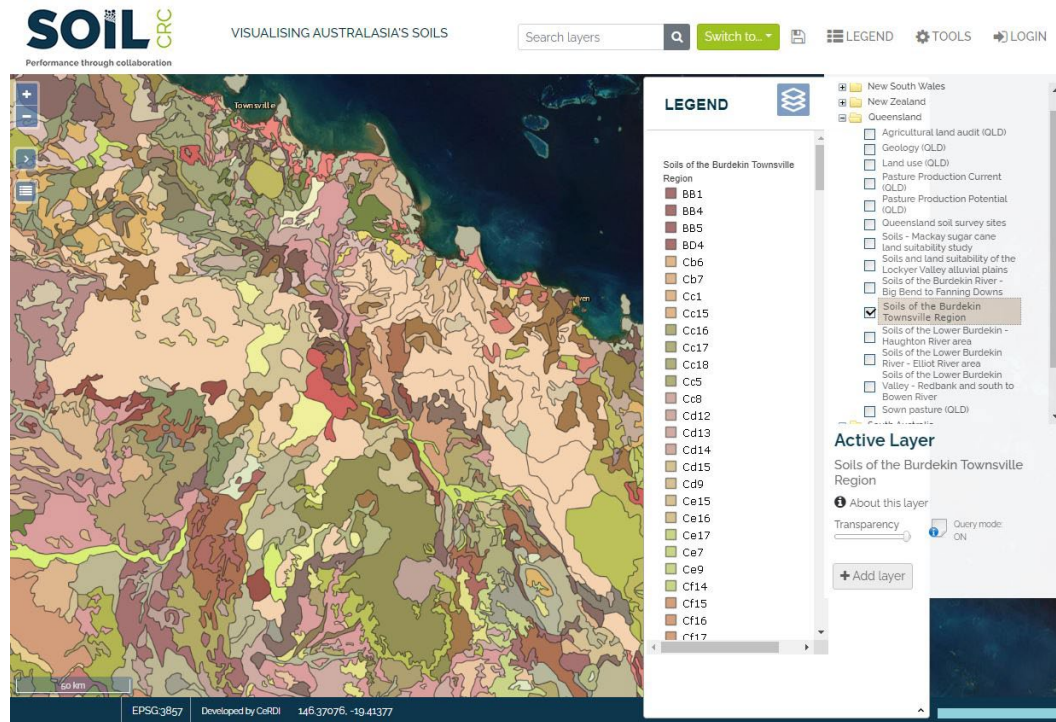 SOIL CRC
Performance through collaboration
VISUALISING AUSTRALASIA'S SOILS
Search layers
Switch to...
LEGEND
TOOLS
LOGIN
+
−
›
Townsville
50 km
LEGEND
Soils of the Burdekin Townsville
Region
BB1
BB4
BB5
BD4
Cb6
Cb7
Cc1
Cc15
Cc16
Cc17
Cc18
Cc5
Cc8
Cd12
Cd13
Cd14
Cd15
Cd9
Ce15
Ce16
Ce17
Ce7
Ce9
Cf14
Cf15
Cf16
Cf17
New South Wales
New Zealand
Queensland
Agricultural land audit (QLD)
Geology (QLD)
Land use (QLD)
Pasture Production Current
(QLD)
Pasture Production Potential
(QLD)
Queensland soil survey sites
Soils - Mackay sugar cane
land suitability study
Soils and land suitability of the
Lockyer Valley alluvial plains
Soils of the Burdekin River -
Big Bend to Fanning Downs
Soils of the Burdekin
Townsville Region
Soils of the Lower Burdekin -
Haughton River area
Soils of the Lower Burdekin
River - Elliot River area
Soils of the Lower Burdekin
Valley - Redbank and south to
Bowen River
Sown pasture (QLD)
South Australia
Active Layer
Soils of the Burdekin Townsville
Region
About this layer
Transparency
Query mode:
ON
+ Add layer
EPSG:3857
Developed by CeRDI
146.37076, -19.41377